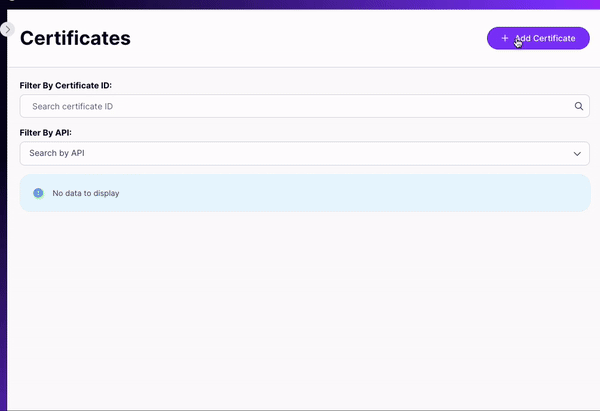 Certificates
+ Add Certificate
Filter By Certificate ID:
Search certificate ID
Filter By API:
Search by API
No data to display